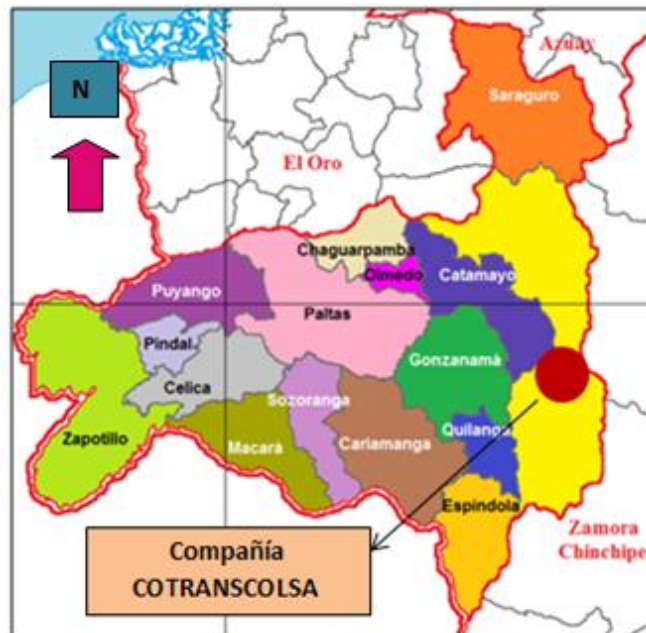 Azuay
N
Saraguro
El Oro
Chaguarpamba
Olmedo
Catamayo
Puyango
Paltas
Pindal
Gonzanamá
Celica
Sozoranga
Zapotillo
Macará
Cariamanga
Quilanga
Espíndola
Compañía
COTRANSCOLSA
Zamora
Chinchipe